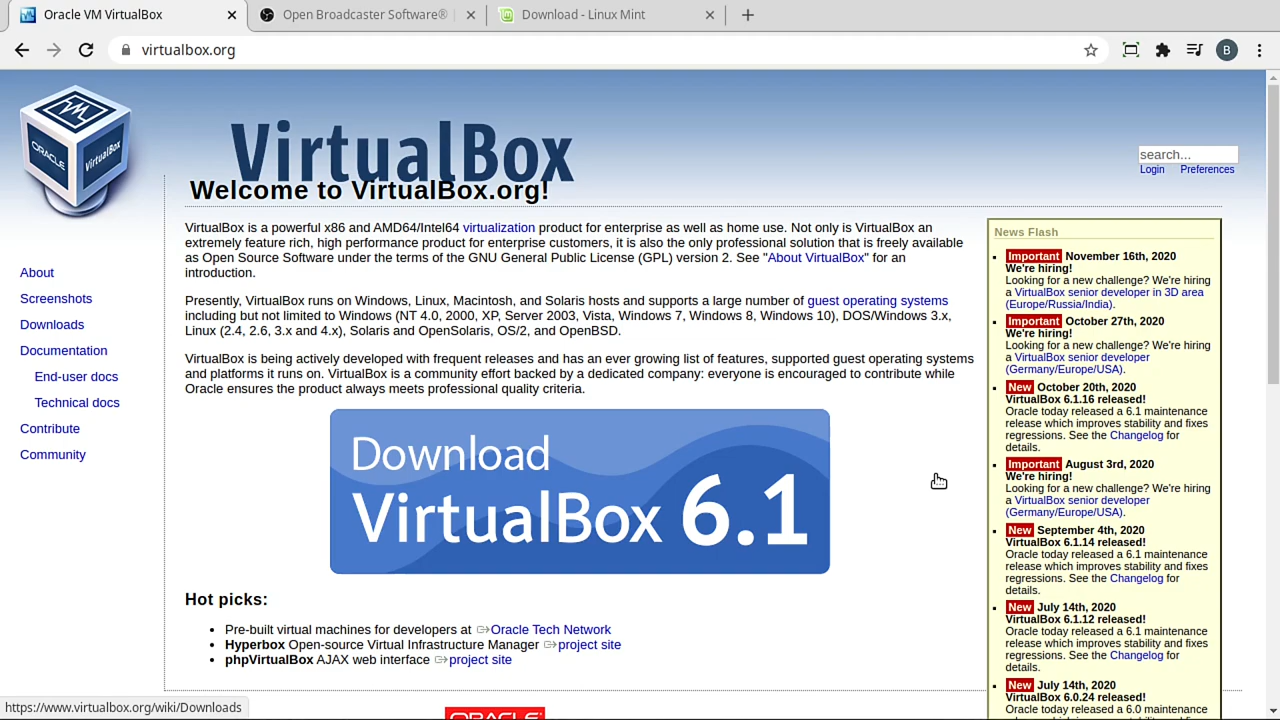 Oracle VM VirtualBox
Open Broadcaster Software®
Download - Linux Mint
virtualbox.org
B
ORACLE
VirtualBox
VirtualBox
search...
Login Preferences
Welcome to VirtualBox.org!
About
Screenshots
Downloads
Documentation
End-user docs
Technical docs
Contribute
Community
VirtualBox is a powerful x86 and AMD64/Intel64 virtualization product for enterprise as well as home use. Not only is VirtualBox an
extremely feature rich, high performance product for enterprise customers, it is also the only professional solution that is freely available
as Open Source Software under the terms of the GNU General Public License (GPL) version 2. See "About VirtualBox" for an
introduction.
Presently, VirtualBox runs on Windows, Linux, Macintosh, and Solaris hosts and supports a large number of guest operating systems
including but not limited to Windows (NT 4.0, 2000, XP, Server 2003, Vista, Windows 7, Windows 8, Windows 10), DOS/Windows 3.x,
Linux (2.4, 2.6, 3.x and 4.x), Solaris and OpenSolaris, OS/2, and OpenBSD.
VirtualBox is being actively developed with frequent releases and has an ever growing list of features, supported guest operating systems
and platforms it runs on. VirtualBox is a community effort backed by a dedicated company: everyone is encouraged to contribute while
Oracle ensures the product always meets professional quality criteria.
Download
VirtualBox 6.1
Hot picks:
Pre-built virtual machines for developers at Oracle Tech Network
Hyperbox Open-source Virtual Infrastructure Manager project site
phpVirtualBox AJAX web interface project site
ORACLE
News Flash
Important November 16th, 2020
We're hiring!
Looking for a new challenge? We're hiring
a VirtualBox senior developer in 3D area
(Europe/Russia/India).
Important October 27th, 2020
We're hiring!
Looking for a new challenge? We're hiring
a VirtualBox senior developer
(Germany/Europe/USA).
New October 20th, 2020
VirtualBox 6.1.16 released!
Oracle today released a 6.1 maintenance
release which improves stability and fixes
regressions. See the Changelog for
details.
Important August 3rd, 2020
We're hiring!
Looking for a new challenge? We're hiring
a VirtualBox senior developer
(Germany/Europe/USA).
New September 4th, 2020
VirtualBox 6.1.14 released!
Oracle today released a 6.1 maintenance
release which improves stability and fixes
regressions. See the Changelog for
details.
New July 14th, 2020
VirtualBox 6.1.12 released!
Oracle today released a 6.1 maintenance
release which improves stability and fixes
regressions. See the Changelog for
details.
New July 14th, 2020
VirtualBox 6.0.24 released!
Oracle today released a 6.0 maintenance
https://www.virtualbox.org/wiki/Downloads